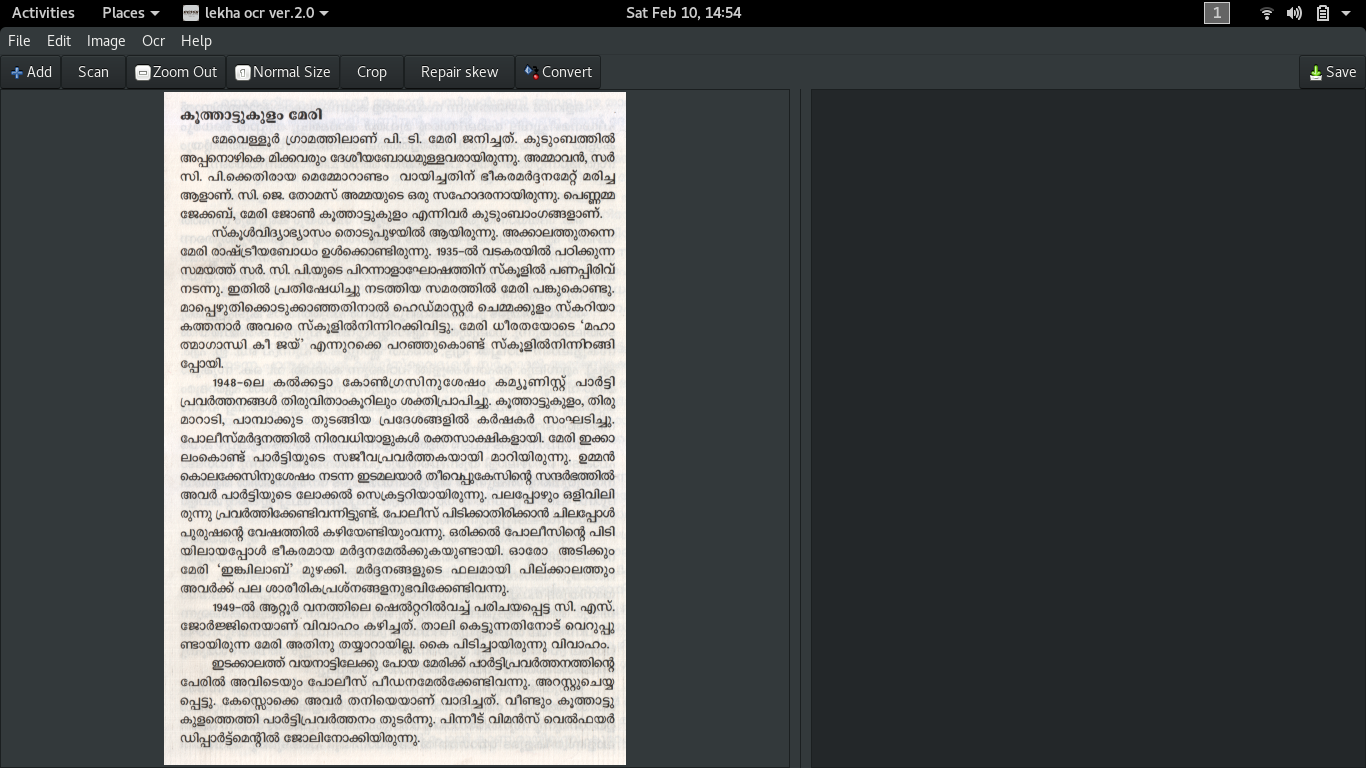 Activities Places lekha ocr ver.2.0 Sat Feb 10, 14:54 1
File Edit Image Ocr Help
Add Scan Zoom Out Normal Size Crop Repair skew Convert Save
കൂത്താട്ടുകുളം മേരി
മേവെള്ളൂർ ഗ്രാമത്തിലാണ് പി. ടി. മേരി ജനിച്ചത്. കുടുംബത്തിൽ
അപ്പനൊഴികെ മിക്കവരും ദേശീയബോധമുള്ളവരായിരുന്നു. അമ്മാവൻ, സർ
സി. പി.ക്കെതിരായ മെമ്മോറാണ്ടം വായിച്ചതിന് ഭീകരമർദ്ദനമേറ്റ് മരിച്ച
ആളാണ്. സി. ജെ. തോമസ് അമ്മയുടെ ഒരു സഹോദരനായിരുന്നു. പെണ്ണമ്മ
ജേക്കബ്, മേരി ജോൺ കൂത്താട്ടുകുളം എന്നിവർ കുടുംബാംഗങ്ങളാണ്.
സ്കൂൾവിദ്യാഭ്യാസം തൊടുപുഴയിൽ ആയിരുന്നു. അക്കാലത്തുതന്നെ
മേരി രാഷ്ട്രീയബോധം ഉൾക്കൊണ്ടിരുന്നു. 1935-ൽ വടകരയിൽ പഠിക്കുന്ന
സമയത്ത് സർ. സി. പി.യുടെ പിറന്നാളാഘോഷത്തിന് സ്കൂളിൽ പണപ്പിരിവ്
നടന്നു. ഇതിൽ പ്രതിഷേധിച്ചു നടത്തിയ സമരത്തിൽ മേരി പങ്കുകൊണ്ടു.
മാപ്പെഴുതിക്കൊടുക്കാഞ്ഞതിനാൽ ഹെഡ്മാസ്റ്റർ ചെമ്മക്കുളം സ്കറിയാ
കത്തനാർ അവരെ സ്കൂളിൽനിന്നിറക്കിവിട്ടു. മേരി ധീരതയോടെ ‘മഹാ
ത്മാഗാന്ധി കീ ജയ്’ എന്നുറക്കെ പറഞ്ഞുകൊണ്ട് സ്കൂളിൽനിന്നിറങ്ങി
പ്പോയി.
1948-ലെ കൽക്കട്ടാ കോൺഗ്രസിനുശേഷം കമ്യൂണിസ്റ്റ് പാർട്ടി
പ്രവർത്തനങ്ങൾ തിരുവിതാംകൂറിലും ശക്തിപ്രാപിച്ചു. കൂത്താട്ടുകുളം, തിരു
മാറാടി, പാമ്പാക്കുട തുടങ്ങിയ പ്രദേശങ്ങളിൽ കർഷകർ സംഘടിച്ചു.
പോലീസ്മർദ്ദനത്തിൽ നിരവധിയാളുകൾ രക്തസാക്ഷികളായി. മേരി ഇക്കാ
ലംകൊണ്ട് പാർട്ടിയുടെ സജീവപ്രവർത്തകയായി മാറിയിരുന്നു. ഉമ്മൻ
കൊലക്കേസിനുശേഷം നടന്ന ഇടമലയാർ തീവെപ്പുകേസിന്റെ സന്ദർഭത്തിൽ
അവർ പാർട്ടിയുടെ ലോക്കൽ സെക്രട്ടറിയായിരുന്നു. പലപ്പോഴും ഒളിവിലി
രുന്നു പ്രവർത്തിക്കേണ്ടിവന്നിട്ടുണ്ട്. പോലീസ് പിടിക്കാതിരിക്കാൻ ചിലപ്പോൾ
പുരുഷന്റെ വേഷത്തിൽ കഴിയേണ്ടിയുംവന്നു. ഒരിക്കൽ പോലീസിന്റെ പിടി
യിലായപ്പോൾ ഭീകരമായ മർദ്ദനമേൽക്കുകയുണ്ടായി. ഓരോ അടിക്കും
മേരി ‘ഇങ്ക്വിലാബ്’ മുഴക്കി. മർദ്ദനങ്ങളുടെ ഫലമായി പില്ക്കാലത്തും
അവർക്ക് പല ശാരീരികപ്രശ്നങ്ങളനുഭവിക്കേണ്ടിവന്നു.
1949-ൽ ആറ്റൂർ വനത്തിലെ ഷെൽറ്ററിൽവച്ച് പരിചയപ്പെട്ട സി. എസ്.
ജോർജ്ജിനെയാണ് വിവാഹം കഴിച്ചത്. താലി കെട്ടുന്നതിനോട് വെറുപ്പു
ണ്ടായിരുന്ന മേരി അതിനു തയ്യാറായില്ല. കൈ പിടിച്ചായിരുന്നു വിവാഹം.
ഇടക്കാലത്ത് വയനാട്ടിലേക്കു പോയ മേരിക്ക് പാർട്ടിപ്രവർത്തനത്തിന്റെ
പേരിൽ അവിടെയും പോലീസ് പീഡനമേൽക്കേണ്ടിവന്നു. അറസ്റ്റുചെയ്യ
പ്പെട്ടു. കേസ്സൊക്കെ അവർ തനിയെയാണ് വാദിച്ചത്. വീണ്ടും കൂത്താട്ടു
കുളത്തെത്തി പാർട്ടിപ്രവർത്തനം തുടർന്നു. പിന്നീട് വിമൻസ് വെൽഫയർ
ഡിപ്പാർട്ട്മെന്റിൽ ജോലിനോക്കിയിരുന്നു.